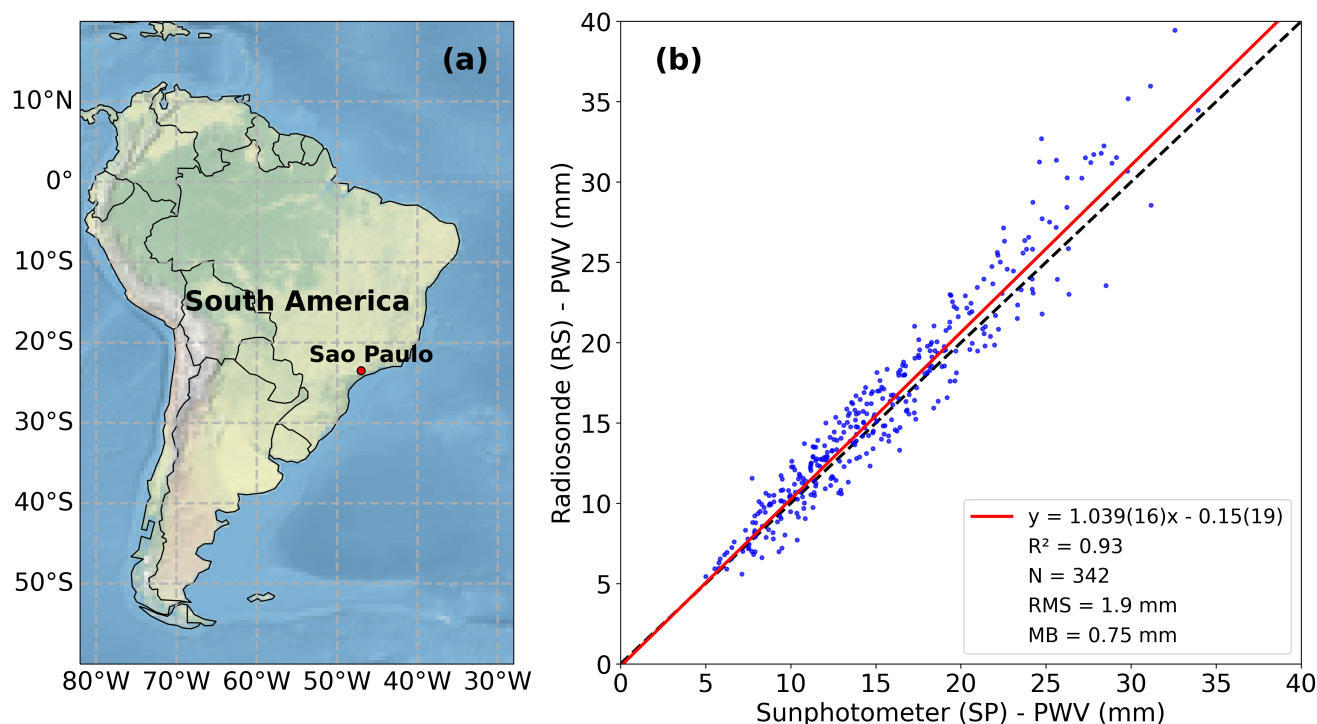 (a)
10°N
0°
10°S
20°S
30°S
40°S
50°S
South America
Sao Paulo
80°W 70°W 60°W 50°W 40°W 30°W
(b)
Radiosonde (RS) - PWV (mm)
40
35
30
25
20
15
10
5
0
y = 1.039(16)x - 0.15(19)
R² = 0.93
N = 342
RMS = 1.9 mm
MB = 0.75 mm
0 5 10 15 20 25 30 35 40
Sunphotometer (SP) - PWV (mm)